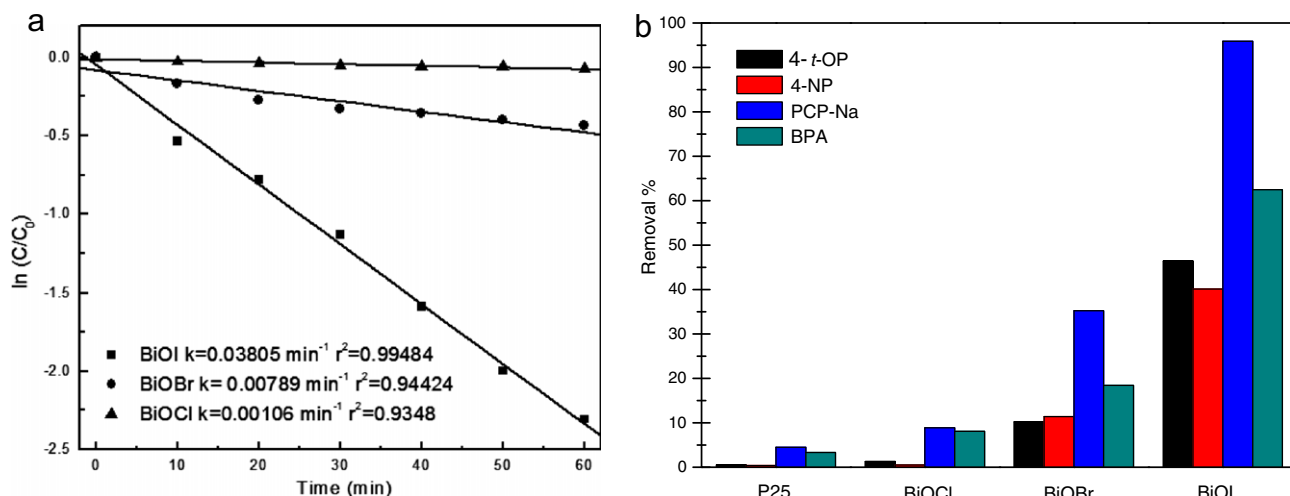 a
0.0
-0.5
-1.0
-1.5
-2.0
-2.5
ln (C/C0)
BiOI k=0.03805 min-1 r2=0.99484
BiOBr k= 0.00789 min-1 r2=0.94424
BiOCl k=0.00106 min-1 r2=0.9348
0 10 20 30 40 50 60
Time (min)
b
100
90
80
70
60
50
40
30
20
10
0
Removal %
4- t-OP
4-NP
PCP-Na
BPA
P25 BiOCl BiOBr BiOI